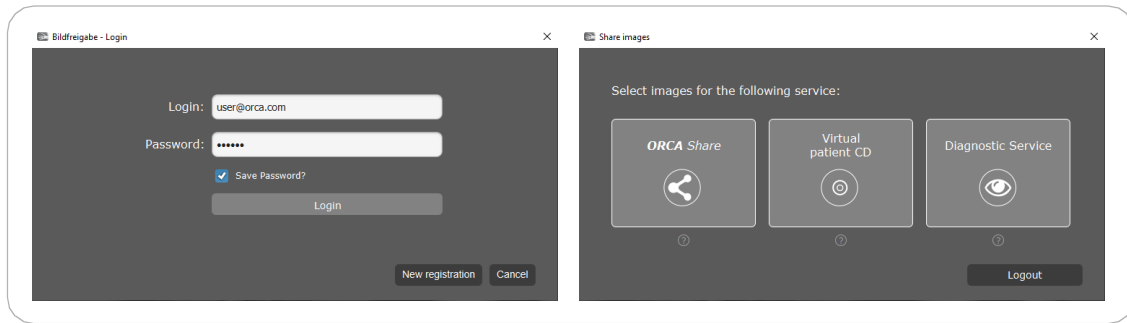 Bildfreigabe - Login
Login:
user@orca.com
Password:
••••••
Save Password?
Login
New registration
Cancel
Share images
Select images for the following service:
ORCA Share
Virtual
patient CD
Diagnostic Service
?
?
?
Logout